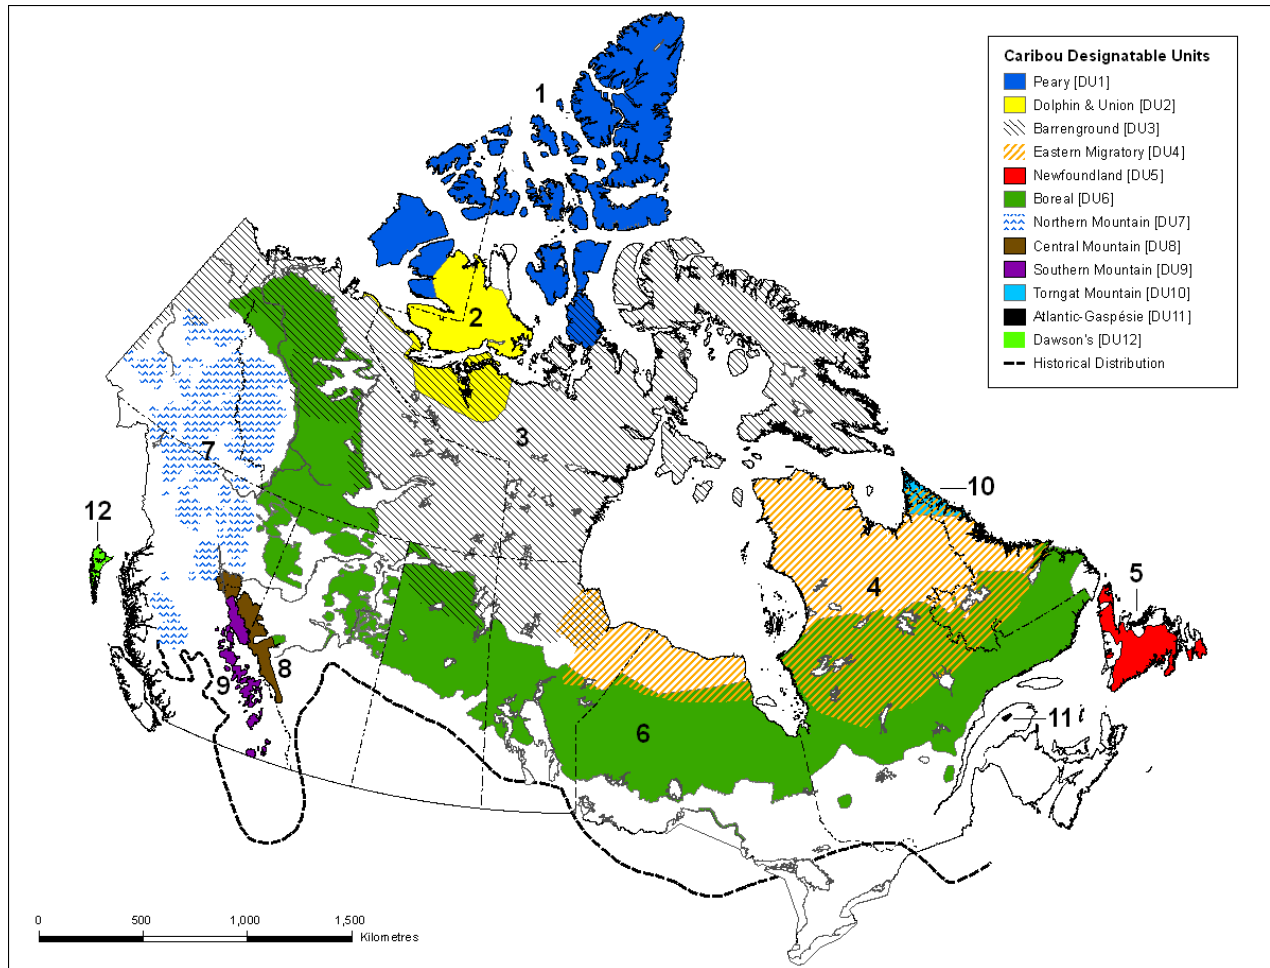 Caribou Designatable Units
Peary [DU1]
Dolphin & Union [DU2]
Barrenground [DU3]
Eastern Migratory [DU4]
Newfoundland [DU5]
Boreal [DU6]
Northern Mountain [DU7]
Central Mountain [DU8]
Southern Mountain [DU9]
Torngat Mountain [DU10]
Atlantic-Gaspésie [DU11]
Dawson's [DU12]
Historical Distribution
1
2
3
7
10
12
4
5
8
9
11
6
0 500 1,000 1,500
Kilometres